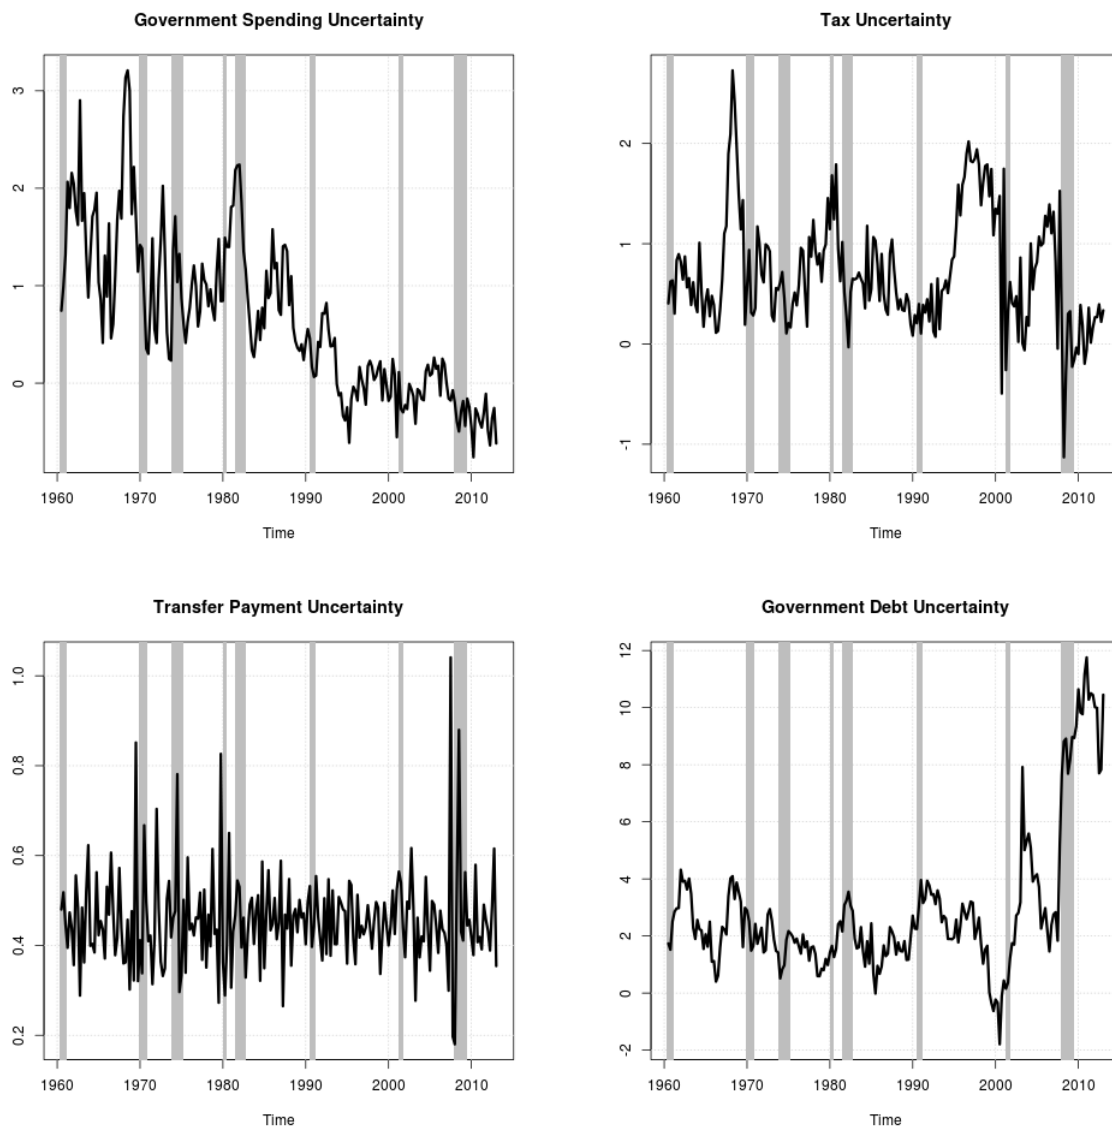 Government Spending Uncertainty
3
2
1
0
1960 1970 1980 1990 2000 2010
Time
Tax Uncertainty
2
1
0
-1
1960 1970 1980 1990 2000 2010
Time
Transfer Payment Uncertainty
1.0
0.8
0.6
0.4
0.2
1960 1970 1980 1990 2000 2010
Time
Government Debt Uncertainty
12
10
8
6
4
2
0
-2
1960 1970 1980 1990 2000 2010
Time